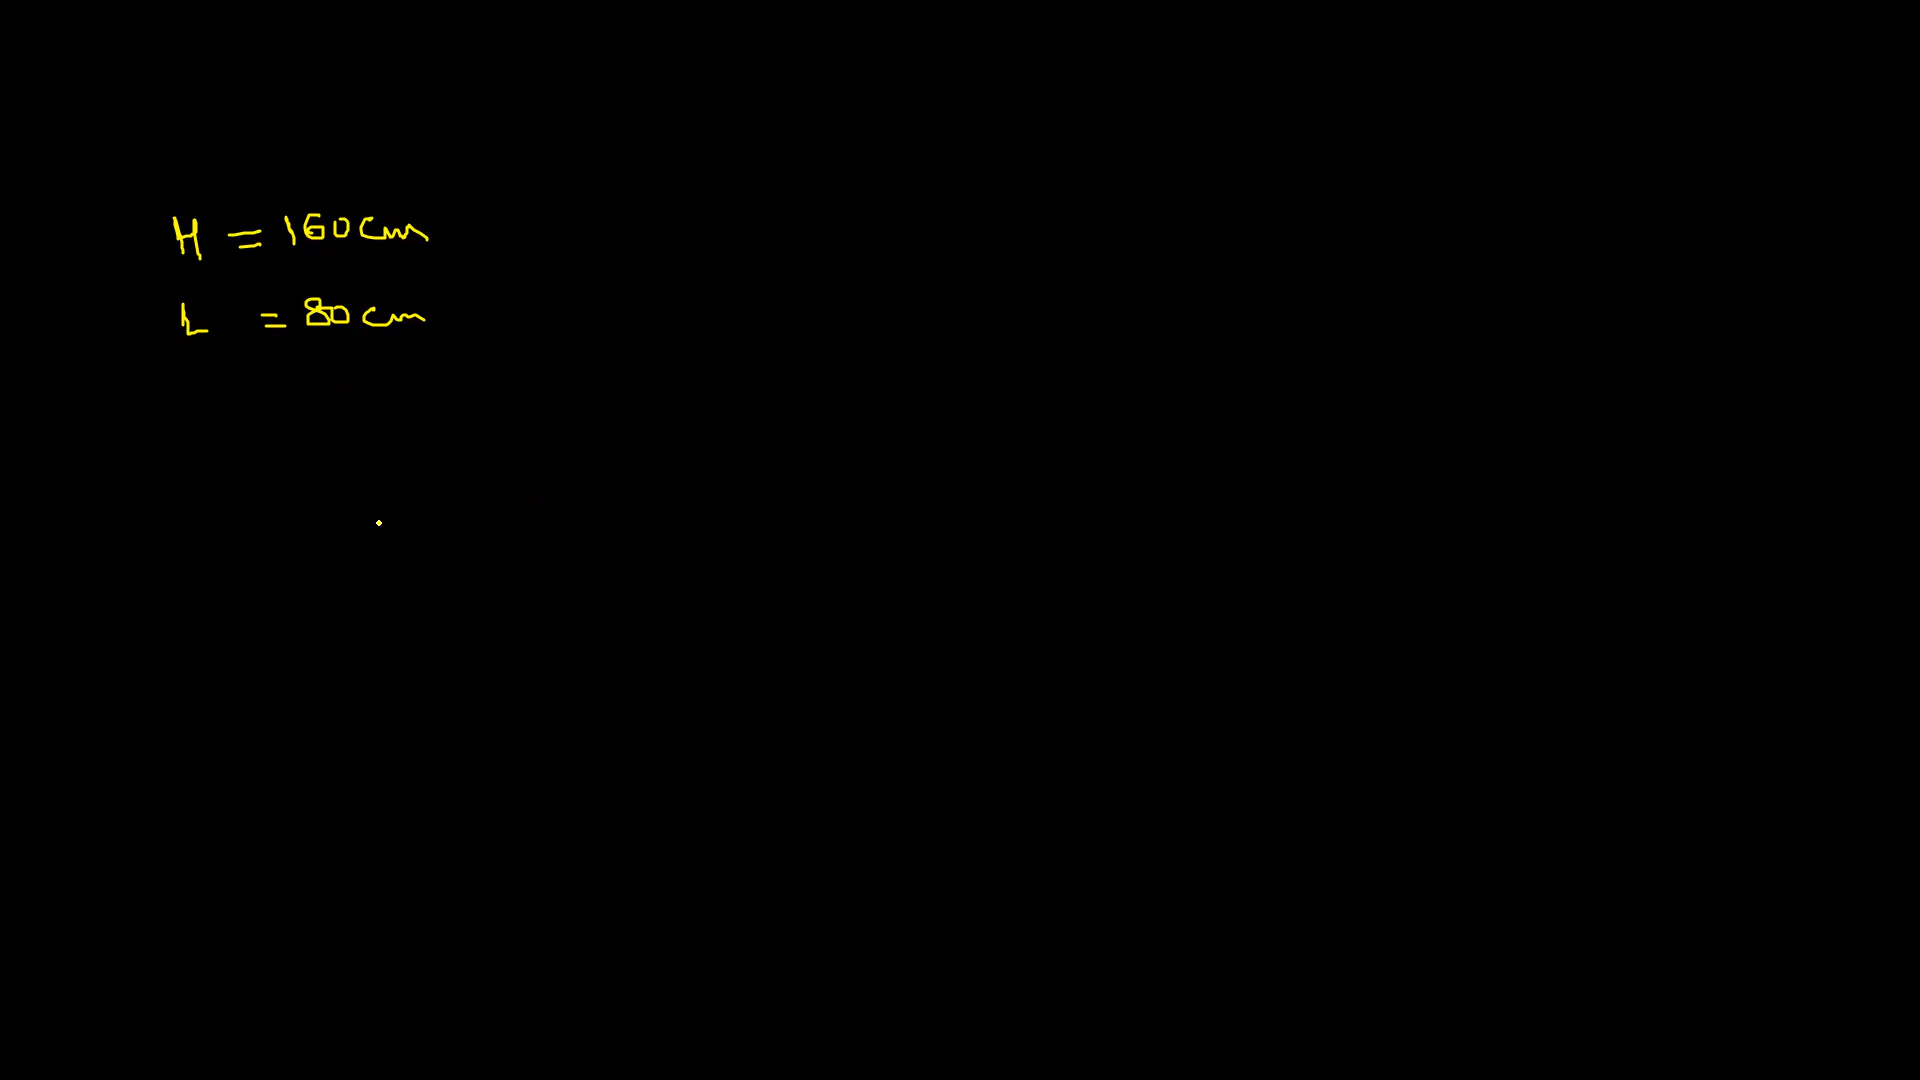 H = 160 cm
L = 80 cm